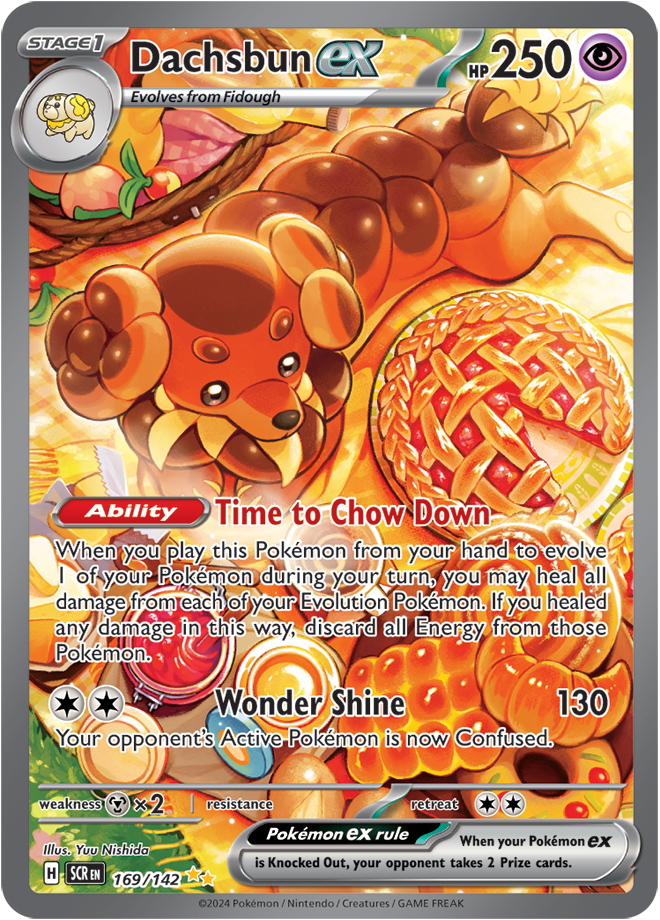 STAGE 1
Dachsbun ex
HP 250
Evolves from Fidough
Ability Time to Chow Down
When you play this Pokémon from your hand to evolve
1 of your Pokémon during your turn, you may heal all
damage from each of your Evolution Pokémon. If you healed
any damage in this way, discard all Energy from those
Pokémon.
Wonder Shine 130
Your opponent's Active Pokémon is now Confused.
weakness ×2 resistance retreat
Pokémon ex rule When your Pokémon ex
is Knocked Out, your opponent takes 2 Prize cards.
Illus. Yuu Nishida
H SCR EN 169/142
©2024 Pokémon / Nintendo / Creatures / GAME FREAK